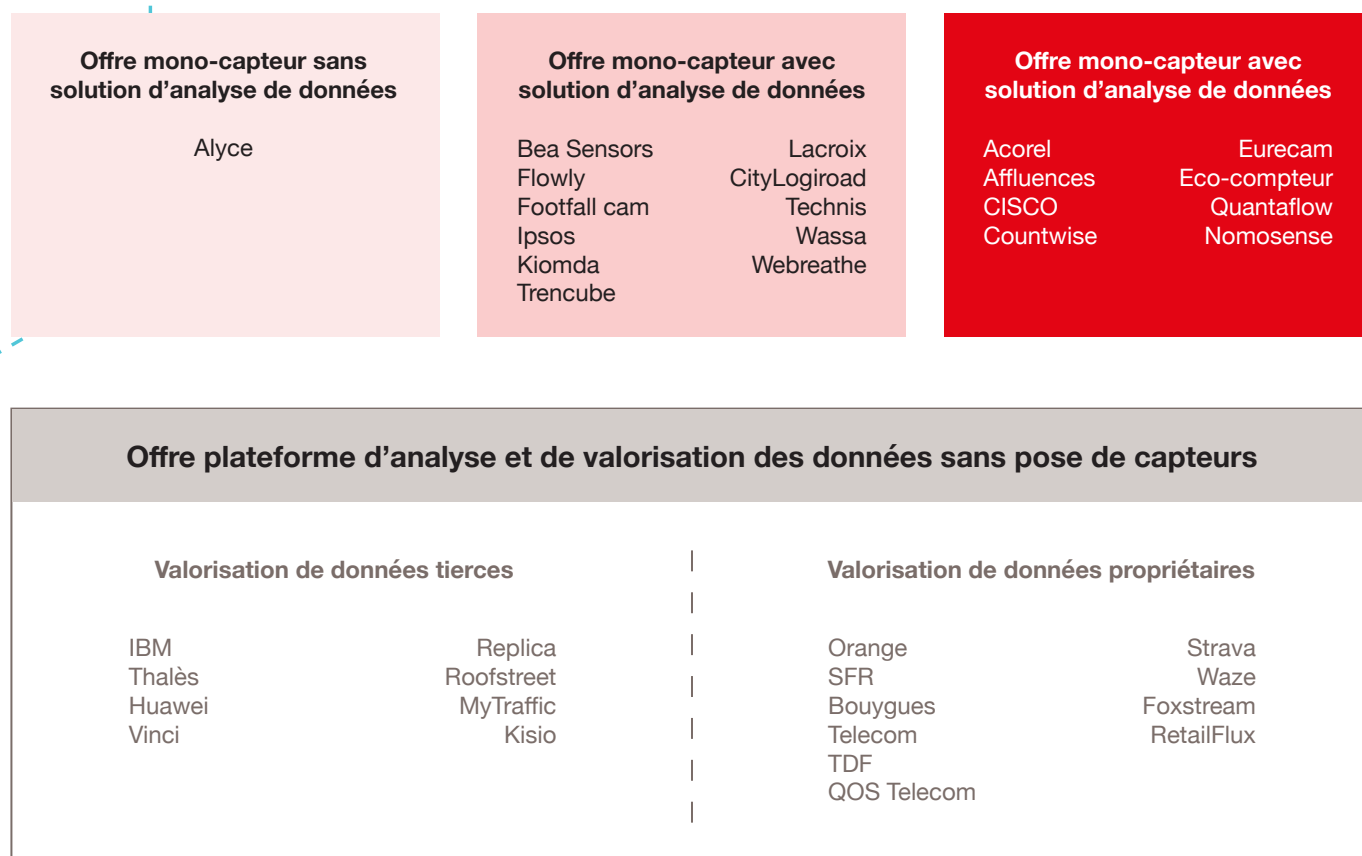 Offre mono-capteur sans
solution d'analyse de données
Alyce
Offre mono-capteur avec
solution d'analyse de données
Bea Sensors
Flowly
Footfall cam
Ipsos
Kiomda
Trencube
Lacroix
CityLogiroad
Technis
Wassa
Webreathe
Offre mono-capteur avec
solution d'analyse de données
Acorel
Affluences
CISCO
Countwise
Eurecam
Eco-compteur
Quantaflow
Nomosense
Offre plateforme d'analyse et de valorisation des données sans pose de capteurs
Valorisation de données tierces
IBM
Thalès
Huawei
Vinci
Replica
Roofstreet
MyTraffic
Kisio
Valorisation de données propriétaires
Orange
SFR
Bouygues
Telecom
TDF
QOS Telecom
Strava
Waze
Foxstream
RetailFlux